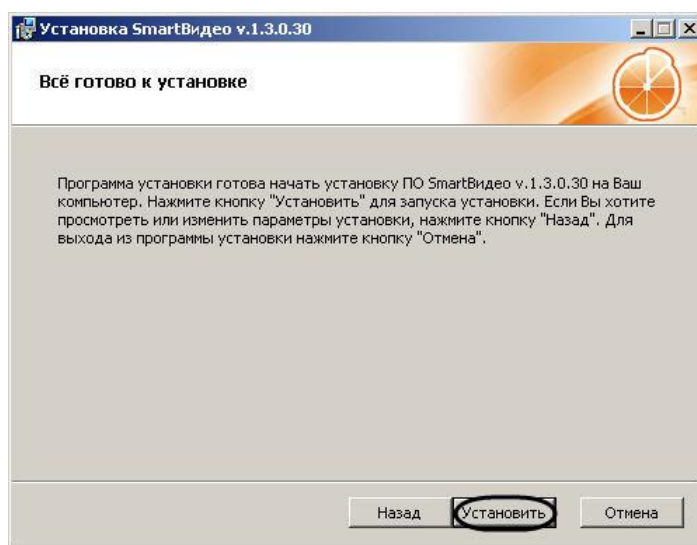 Установка SmartВидео v.1.3.0.30
Всё готово к установке
Программа установки готова начать установку ПО SmartВидео v.1.3.0.30 на Ваш
компьютер. Нажмите кнопку "Установить" для запуска установки. Если Вы хотите
просмотреть или изменить параметры установки, нажмите кнопку "Назад". Для
выхода из программы установки нажмите кнопку "Отмена".
Назад Установить Отмена